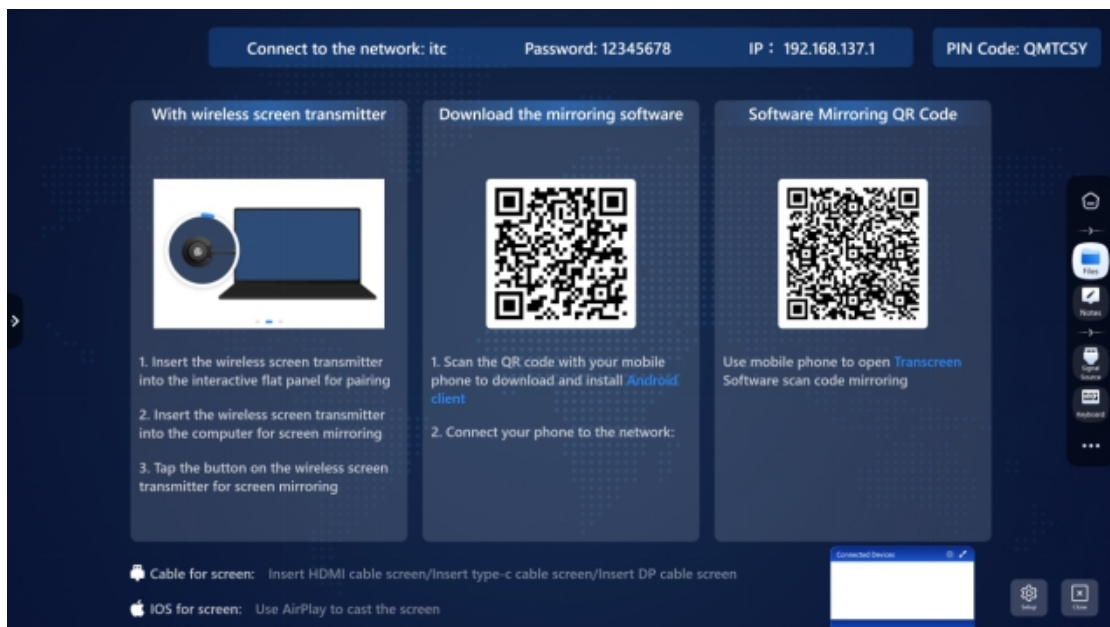 Connect to the network: itc
Password: 12345678
IP： 192.168.137.1
PIN Code: QMTCSY
With wireless screen transmitter
1. Insert the wireless screen transmitter
into the interactive flat panel for pairing
2. Insert the wireless screen transmitter
into the computer for screen mirroring
3. Tap the button on the wireless screen
transmitter for screen mirroring
Download the mirroring software
1. Scan the QR code with your mobile
phone to download and install Android
client
2. Connect your phone to the network:
Software Mirroring QR Code
Use mobile phone to open Transcreen
Software scan code mirroring
Files
Notes
Signal
Source
Keyboard
Cable for screen: Insert HDMI cable screen/Insert type-c cable screen/Insert DP cable screen
IOS for screen: Use AirPlay to cast the screen
Connected Devices
Setup
Close